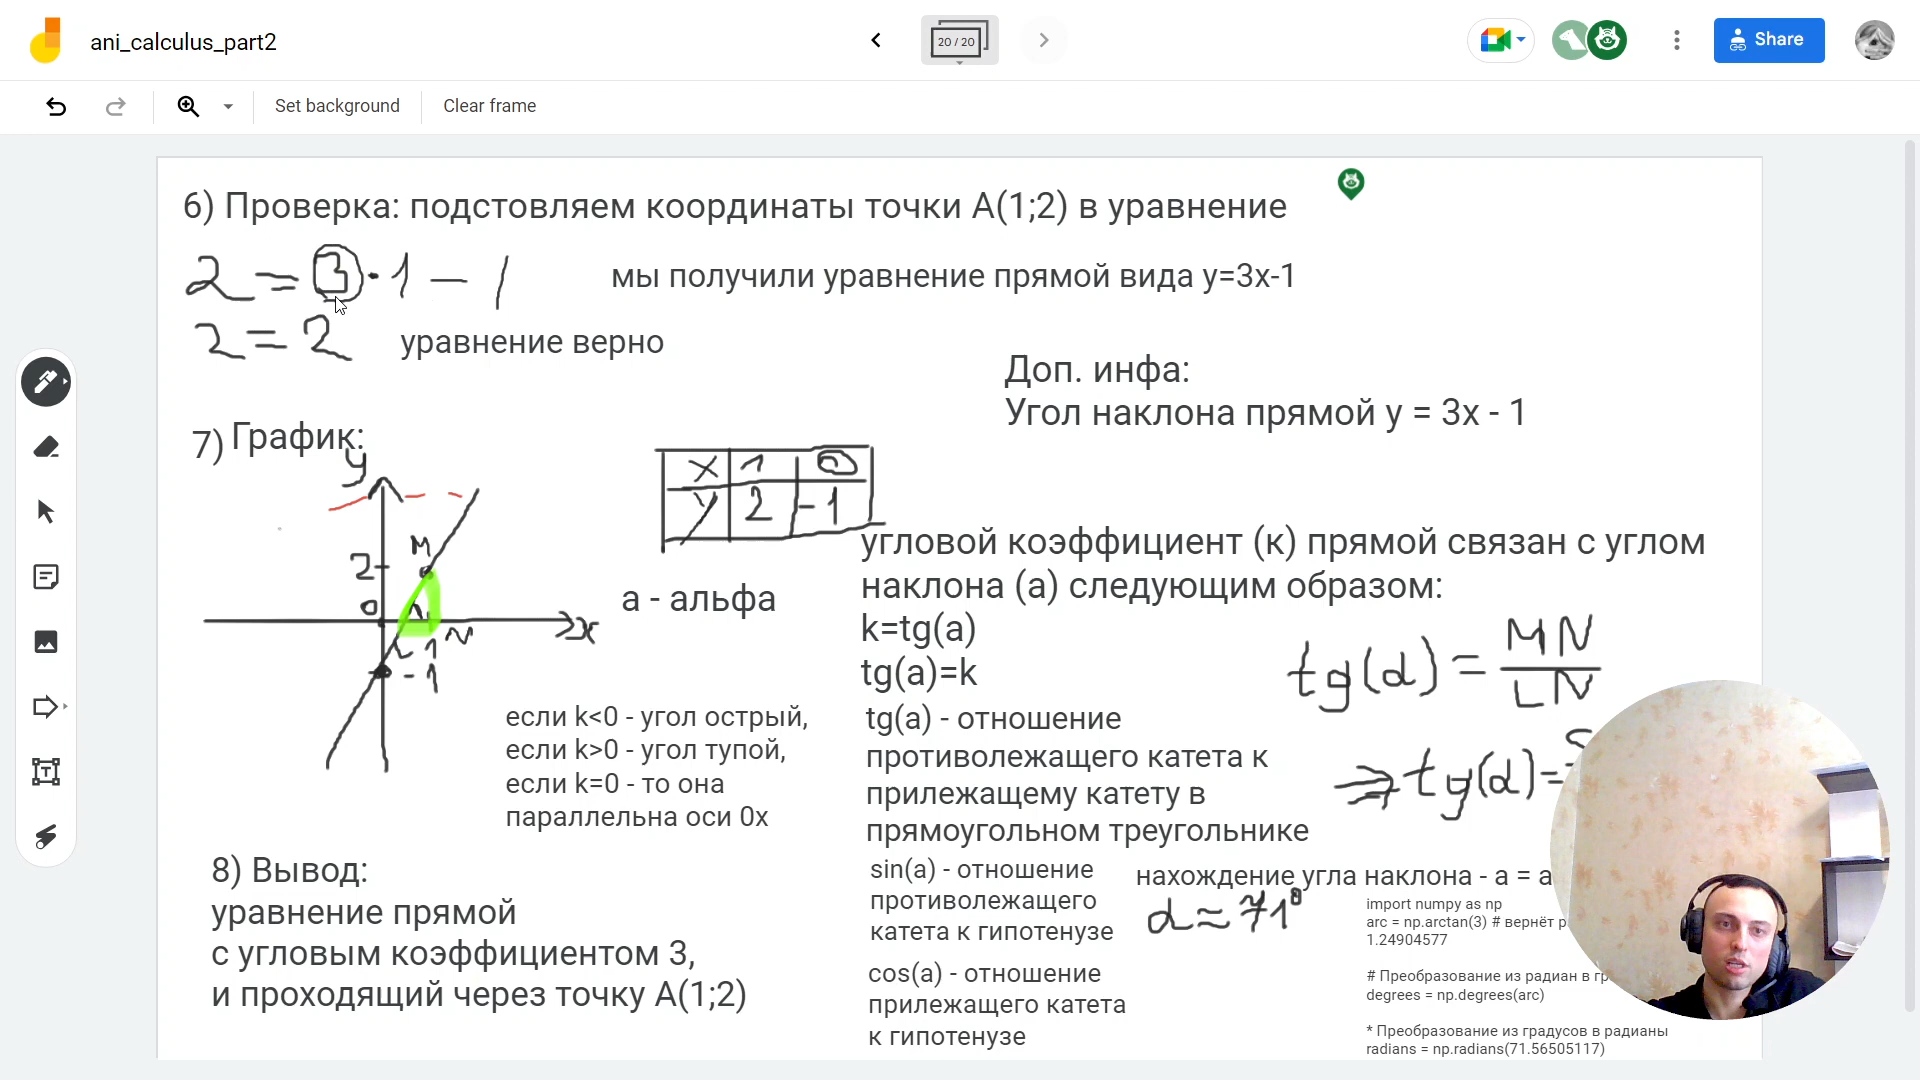 ani_calculus_part2
20 / 20
Share
Set background
Clear frame
6) Проверка: подстовляем координаты точки A(1;2) в уравнение
2 = 3 · 1 - 1
мы получили уравнение прямой вида y=3x-1
2 = 2
уравнение верно
Доп. инфа:
Угол наклона прямой y = 3x - 1
7) График:
y
M
2
0
x
N
L 1
-1
x 1 0
y 2 -1
a - альфа
угловой коэффициент (к) прямой связан с углом
наклона (а) следующим образом:
k=tg(a)
tg(a)=k
tg(a) - отношение
противолежащего катета к
прилежащему катету в
прямоугольном треугольнике
tg(α) = MN
LN
⇒ tg(α)=
если k<0 - угол острый,
если k>0 - угол тупой,
если k=0 - то она
параллельна оси 0x
8) Вывод:
уравнение прямой
с угловым коэффициентом 3,
и проходящий через точку A(1;2)
sin(a) - отношение
противолежащего
катета к гипотенузе
cos(a) - отношение
прилежащего катета
к гипотенузе
нахождение угла наклона - a = a
α ≈ 71°
import numpy as np
arc = np.arctan(3) # вернёт р
1.24904577
# Преобразование из радиан в гр
degrees = np.degrees(arc)
* Преобразование из градусов в радианы
radians = np.radians(71.56505117)